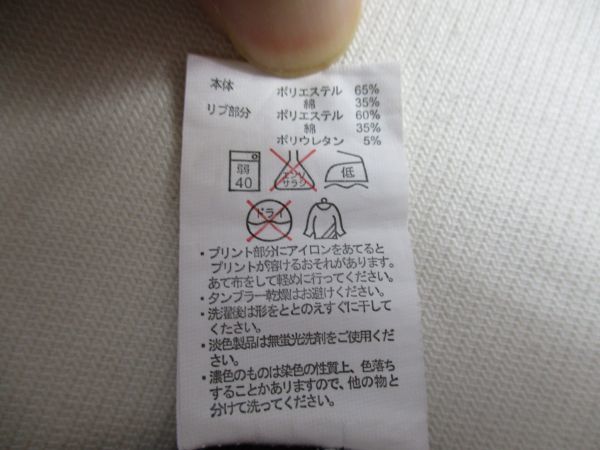 本体 ポリエステル 65%
綿 35%
リブ部分 ポリエステル 60%
綿 35%
ポリウレタン 5%
弱 40
エンソ サラシ
低
ドライ
・プリント部分にアイロンをあてると
プリントが溶けるおそれがあります。
あて布をして軽めに行ってください。
・タンブラー乾燥はお避けください。
・洗濯後は形をととのえすぐに干して
ください。
・淡色製品は無蛍光洗剤をご使用くだ
さい。
・濃色のものは染色の性質上、色落ち
することかありますので、他の物と
分けて洗ってください。